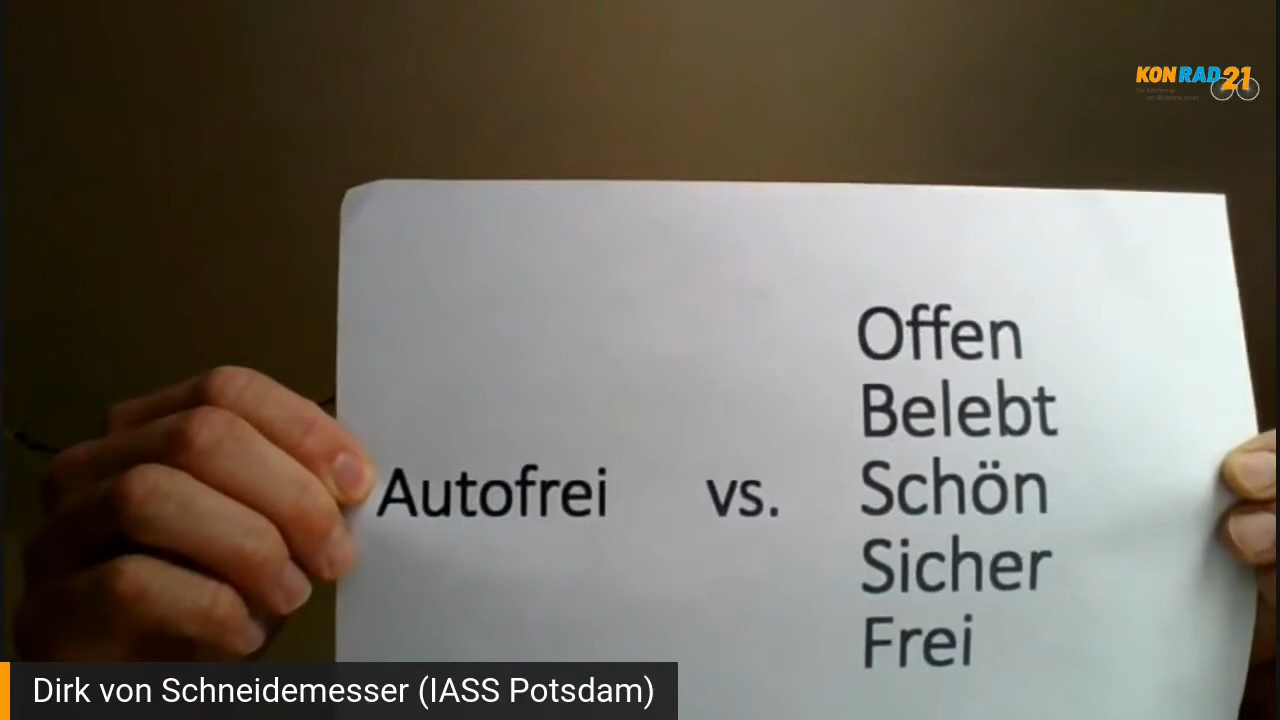 KONRAD21
Offen
Belebt
Schön
Autofrei vs.
Sicher
Frei
Dirk von Schneidemesser (IASS Potsdam)